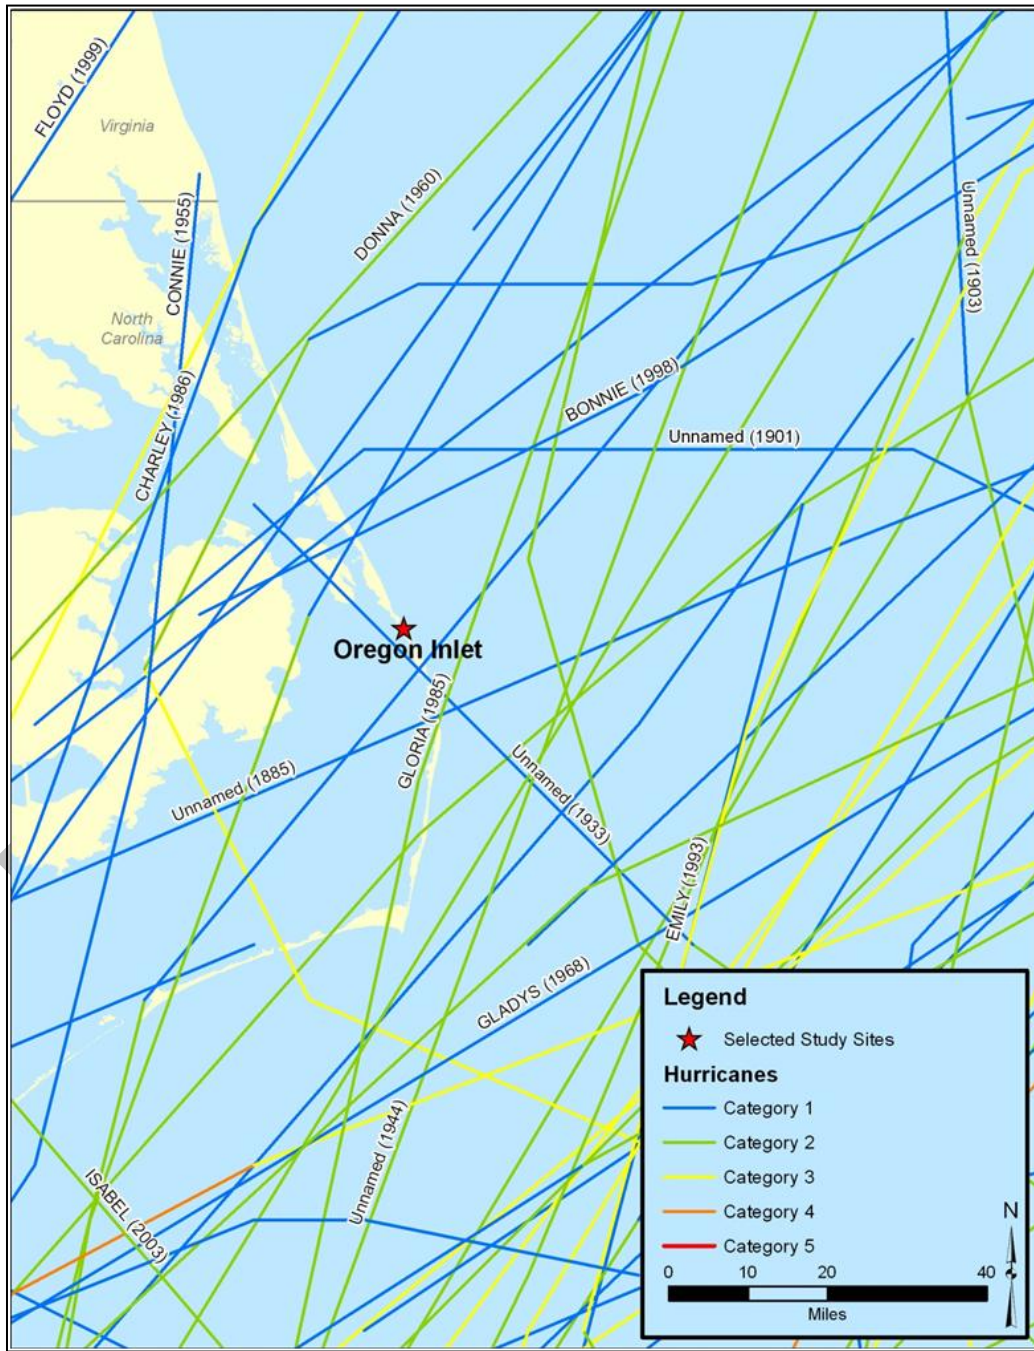 FLOYD (1999)
Virginia
CONNIE (1955)
DONNA (1960)
Unnamed (1903)
North
Carolina
CHARLEY (1986)
BONNIE (1998)
Unnamed (1901)
Oregon Inlet
GLORIA (1985)
Unnamed (1885)
Unnamed (1933)
EMILY (1993)
GLADYS (1968)
Unnamed (1944)
ISABEL (2003)
Legend
Selected Study Sites
Hurricanes
Category 1
Category 2
Category 3
Category 4
Category 5
N
0 10 20 40
Miles